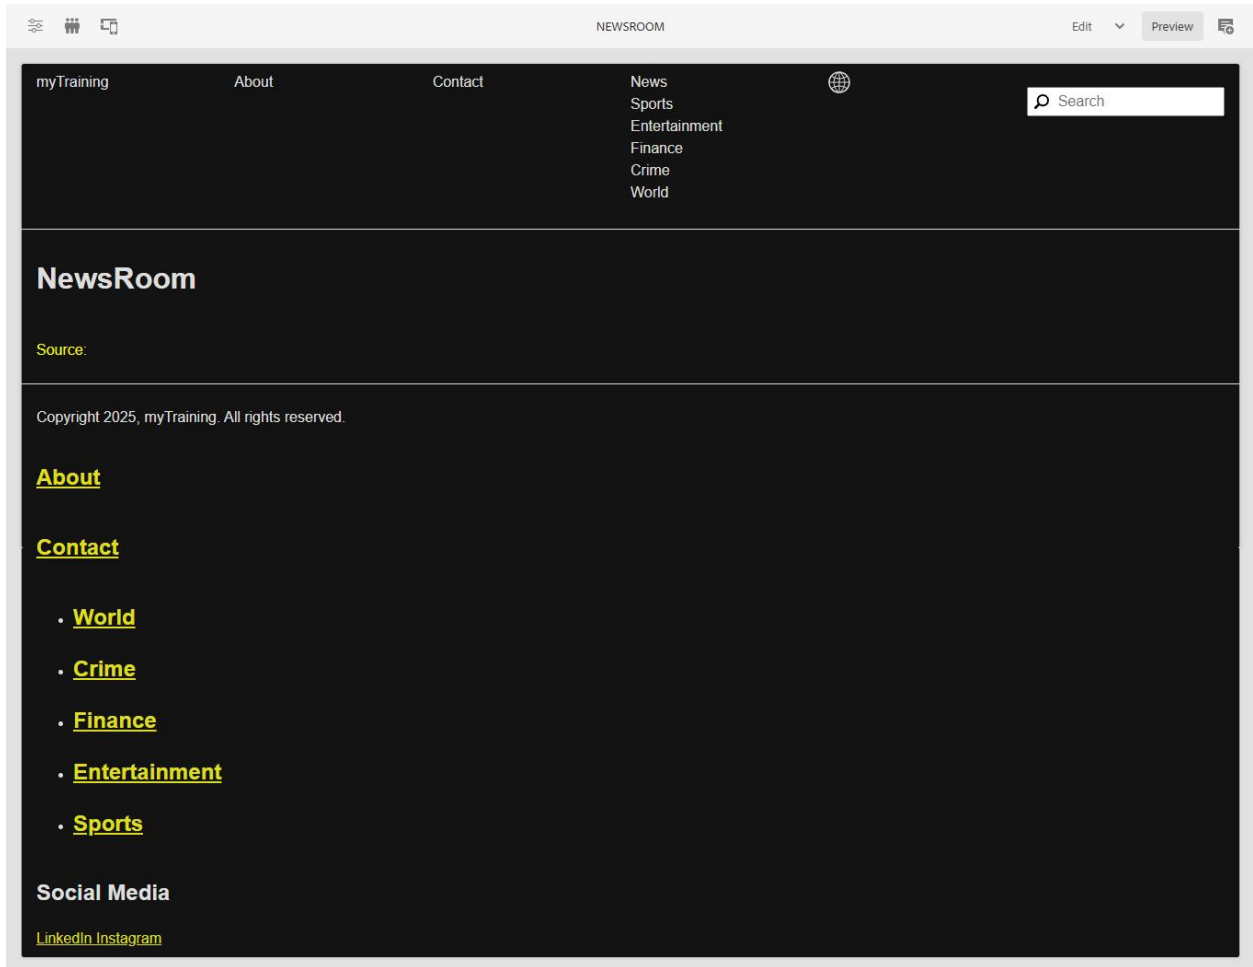 NEWSROOM
Edit
Preview
myTraining
About
Contact
News
Sports
Entertainment
Finance
Crime
World
Search
NewsRoom
Source:
Copyright 2025, myTraining. All rights reserved.
About
Contact
World
Crime
Finance
Entertainment
Sports
Social Media
LinkedIn Instagram